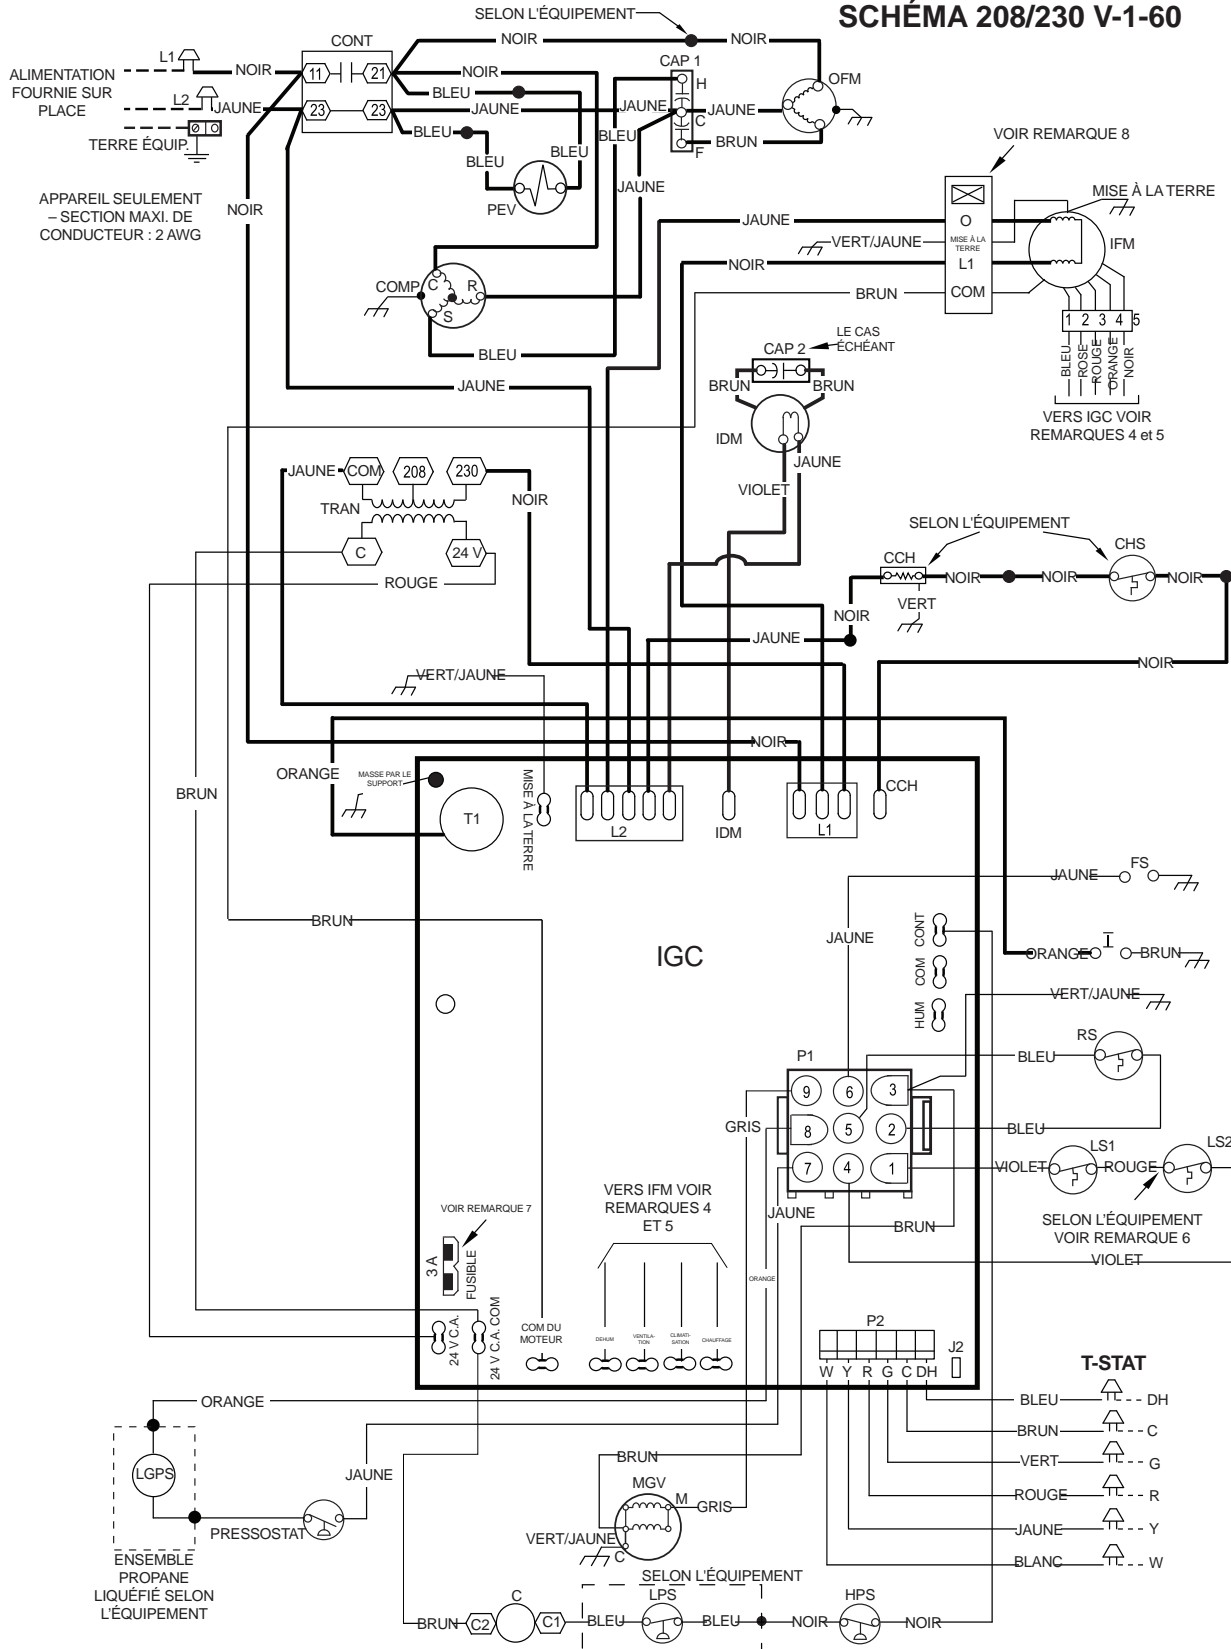 SCHÉMA 208/230 V-1-60
SELON L'ÉQUIPEMENT
CONT
NOIR
NOIR
L1
ALIMENTATION
FOURNIE SUR
PLACE
NOIR
11
21
NOIR
CAP 1
H
OFM
BLEU
L2
JAUNE
23
23
JAUNE
JAUNE
C
JAUNE
TERRE ÉQUIP.
BLEU
BLEU
BLEU
BLEU
F
BRUN
VOIR REMARQUE 8
PEV
APPAREIL SEULEMENT
– SECTION MAXI. DE
CONDUCTEUR : 2 AWG
NOIR
JAUNE
MISE À LA TERRE
JAUNE
O
VERT/JAUNE
MISE À LA
TERRE
IFM
NOIR
L1
COMP
C
R
S
BRUN
COM
1 2 3 4 5
BLEU
ROSE
ROUGE
ORANGE
NOIR
BLEU
LE CAS
ÉCHÉANT
CAP 2
JAUNE
BRUN
BRUN
VERS IGC VOIR
REMARQUES 4 et 5
IDM
JAUNE
VIOLET
JAUNE
COM
208
230
NOIR
TRAN
C
24 V
ROUGE
SELON L'ÉQUIPEMENT
CCH
CHS
NOIR
NOIR
NOIR
VERT
NOIR
JAUNE
NOIR
VERT/JAUNE
NOIR
ORANGE
MASSE PAR LE
SUPPORT
BRUN
T1
MISE À LA TERRE
L2
IDM
L1
CCH
JAUNE
FS
BRUN
JAUNE
CONT
IGC
ORANGE
I
BRUN
COM
HUM
VERT/JAUNE
RS
P1
BLEU
9
6
3
GRIS
8
5
2
BLEU
7
4
1
VIOLET
LS1
ROUGE
LS2
VERS IFM VOIR
REMARQUES 4
ET 5
JAUNE
BRUN
SELON L'ÉQUIPEMENT
VOIR REMARQUE 6
VIOLET
VOIR REMARQUE 7
3 A
FUSIBLE
ORANGE
24 V C.A.
24 V C.A. COM
COM DU
MOTEUR
DEHUM
VENTILA-
TION
CLIMATI-
SATION
CHAUFFAGE
P2
J2
W Y R G C DH
T-STAT
ORANGE
BLEU
DH
BRUN
C
LGPS
JAUNE
BRUN
VERT
G
MGV
M
GRIS
ROUGE
R
PRESSOSTAT
JAUNE
Y
VERT/JAUNE
C
BLANC
W
ENSEMBLE
PROPANE
LIQUÉFIÉ SELON
L'ÉQUIPEMENT
SELON L'ÉQUIPEMENT
C
LPS
HPS
BRUN
C2
C1
BLEU
BLEU
NOIR
NOIR